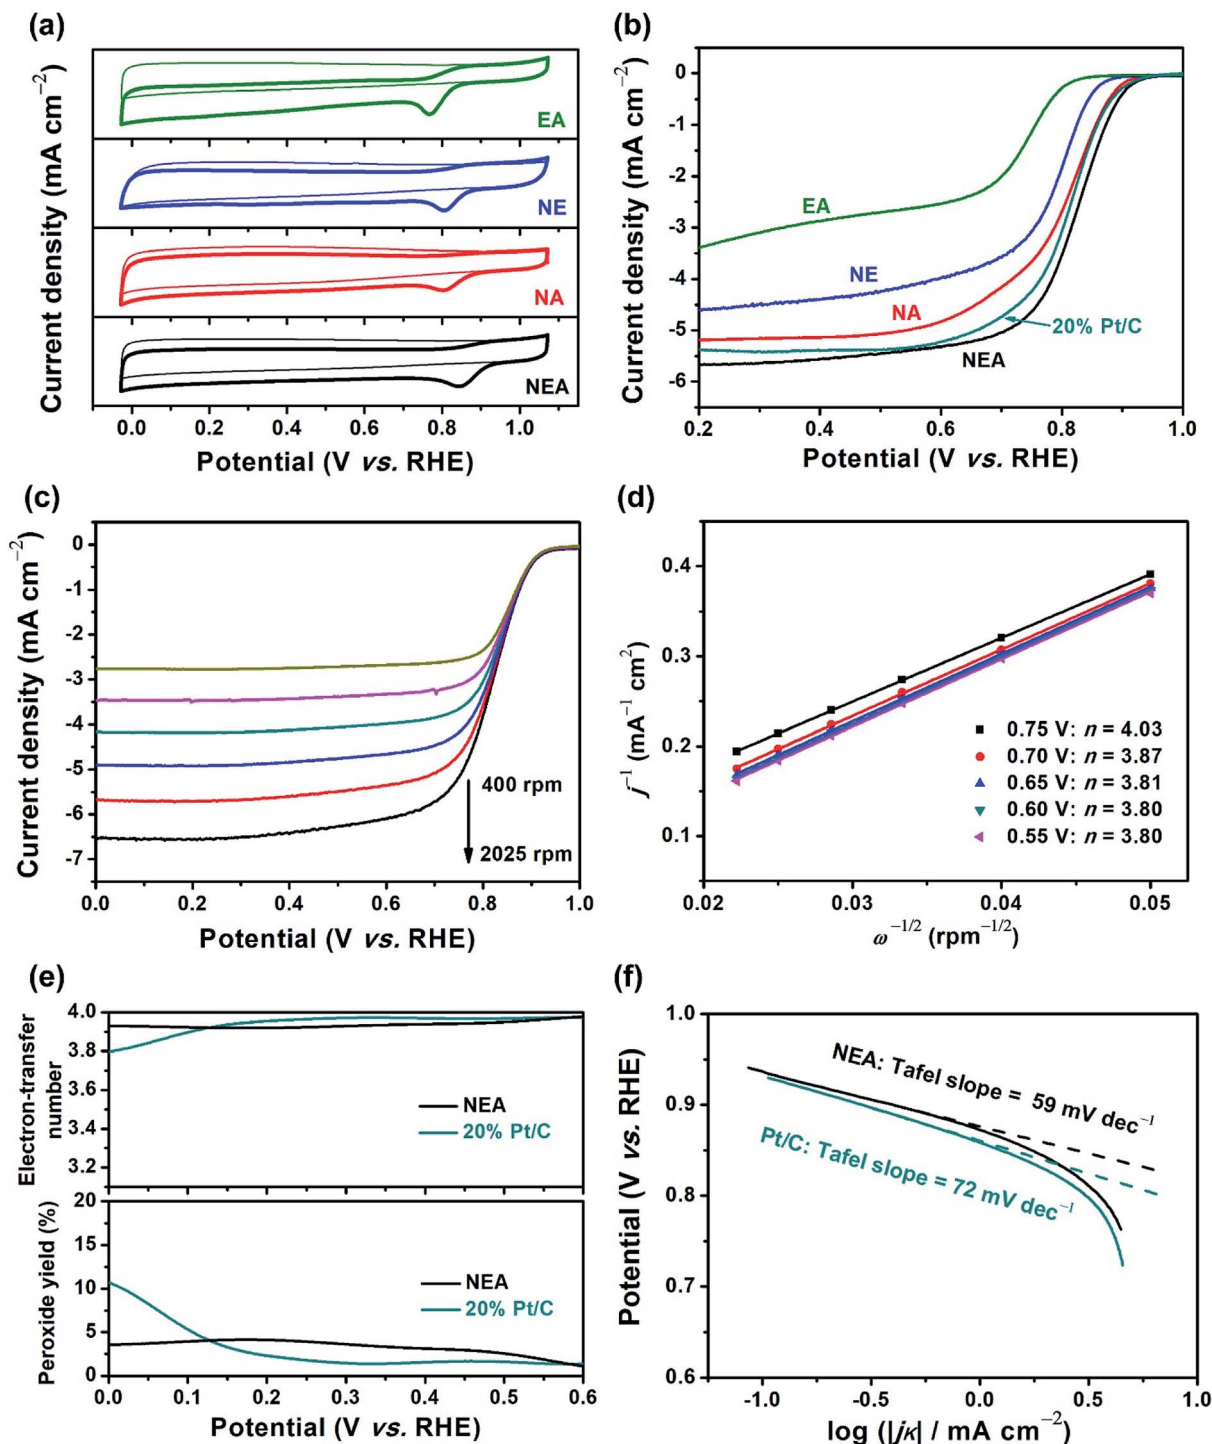 (a)
Current density (mA cm⁻²)
EA
NE
NA
NEA
0.0 0.2 0.4 0.6 0.8 1.0
Potential (V vs. RHE)
(b)
Current density (mA cm⁻²)
0
-1
-2
-3
-4
-5
-6
EA
NE
NA
20% Pt/C
NEA
0.2 0.4 0.6 0.8 1.0
Potential (V vs. RHE)
(c)
Current density (mA cm⁻²)
0
-1
-2
-3
-4
-5
-6
-7
400 rpm
2025 rpm
0.0 0.2 0.4 0.6 0.8 1.0
Potential (V vs. RHE)
(d)
j⁻¹ (mA⁻¹ cm²)
0.4
0.3
0.2
0.1
0.75 V: n = 4.03
0.70 V: n = 3.87
0.65 V: n = 3.81
0.60 V: n = 3.80
0.55 V: n = 3.80
0.02 0.03 0.04 0.05
ω⁻¹/² (rpm⁻¹/²)
(e)
Electron-transfer
number
4.0
3.8
3.6
3.4
3.2
NEA
20% Pt/C
Peroxide yield (%)
20
15
10
5
0
NEA
20% Pt/C
0.0 0.1 0.2 0.3 0.4 0.5 0.6
Potential (V vs. RHE)
(f)
Potential (V vs. RHE)
1.0
0.9
0.8
0.7
0.6
NEA: Tafel slope = 59 mV dec⁻¹
Pt/C: Tafel slope = 72 mV dec⁻¹
-1.0 -0.5 0.0 0.5 1.0
log (|jK| / mA cm⁻²)